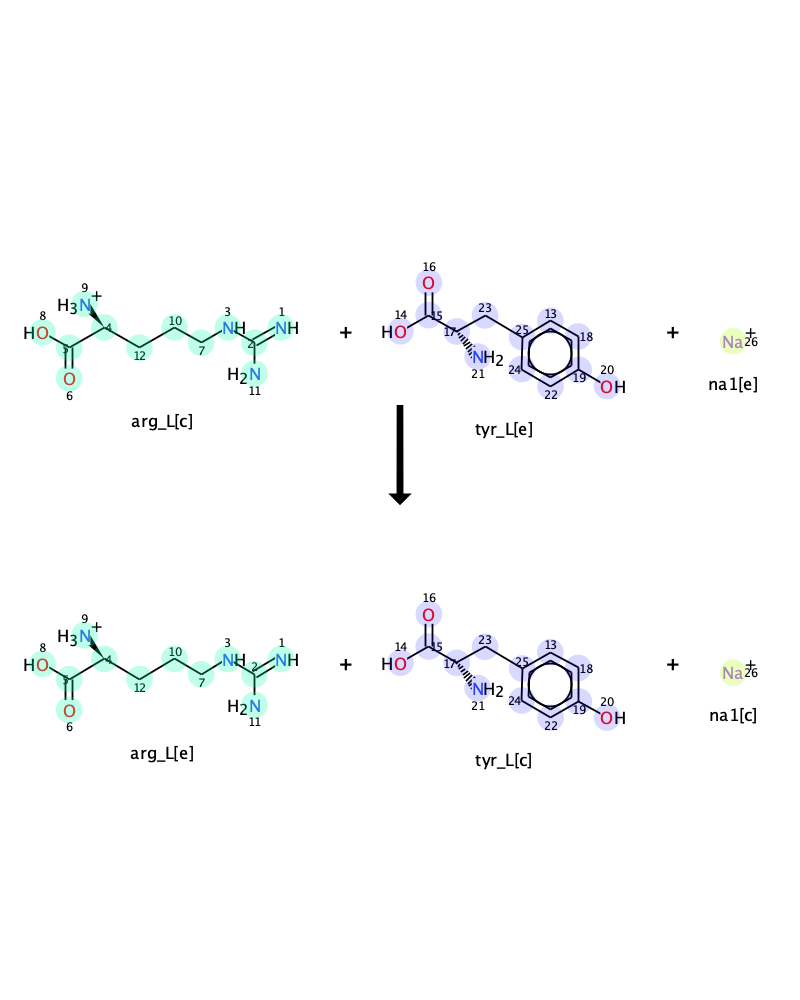 16
9 +
H3N
8
HO
5
O
6
4
12
10
7
3
NH
2
1
NH
H2N
11
+
O
14
HO
15
17
23
NH2
21
25
13
18
24
22
19
20
OH
+
Na+
26
arg_L[c]
tyr_L[e]
na1[e]
16
9 +
H3N
8
HO
5
O
6
4
12
10
7
3
NH
2
1
NH
H2N
11
+
O
14
HO
15
17
23
NH2
21
25
13
18
24
22
19
20
OH
+
Na+
26
arg_L[e]
tyr_L[c]
na1[c]